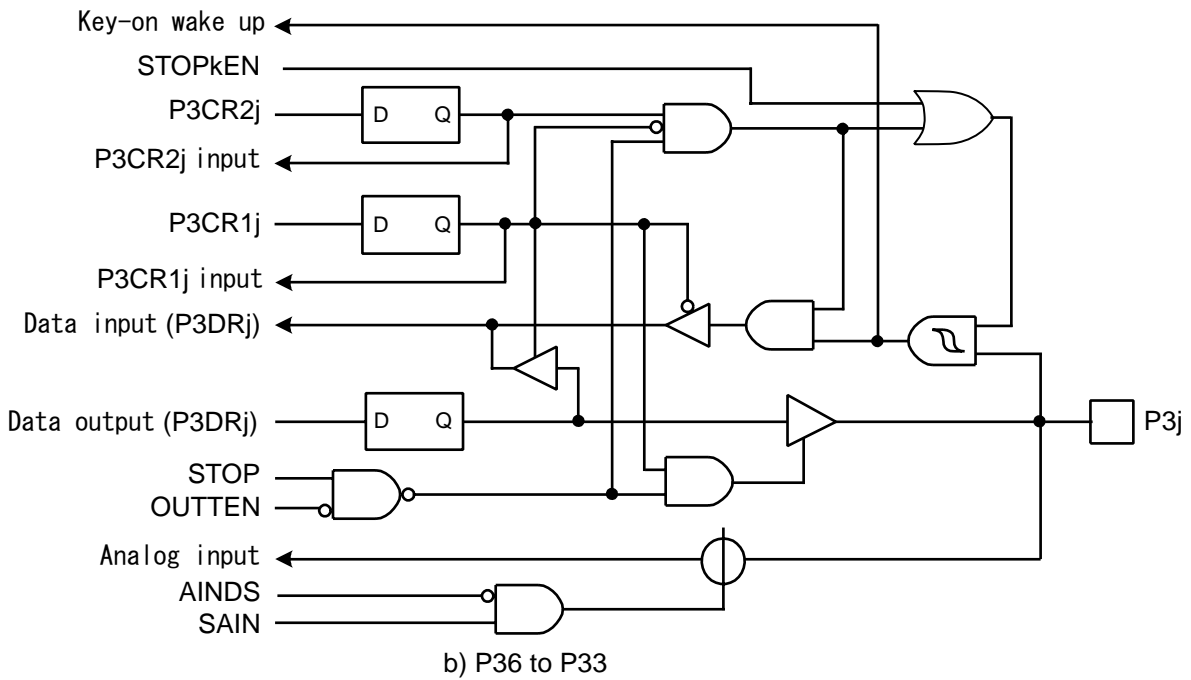 Key-on wake up
STOPkEN
P3CR2j
D Q
P3CR2j input
P3CR1j
D Q
P3CR1j input
Data input (P3DRj)
Data output (P3DRj)
D Q
P3j
STOP
OUTTEN
Analog input
AINDS
SAIN
b) P36 to P33